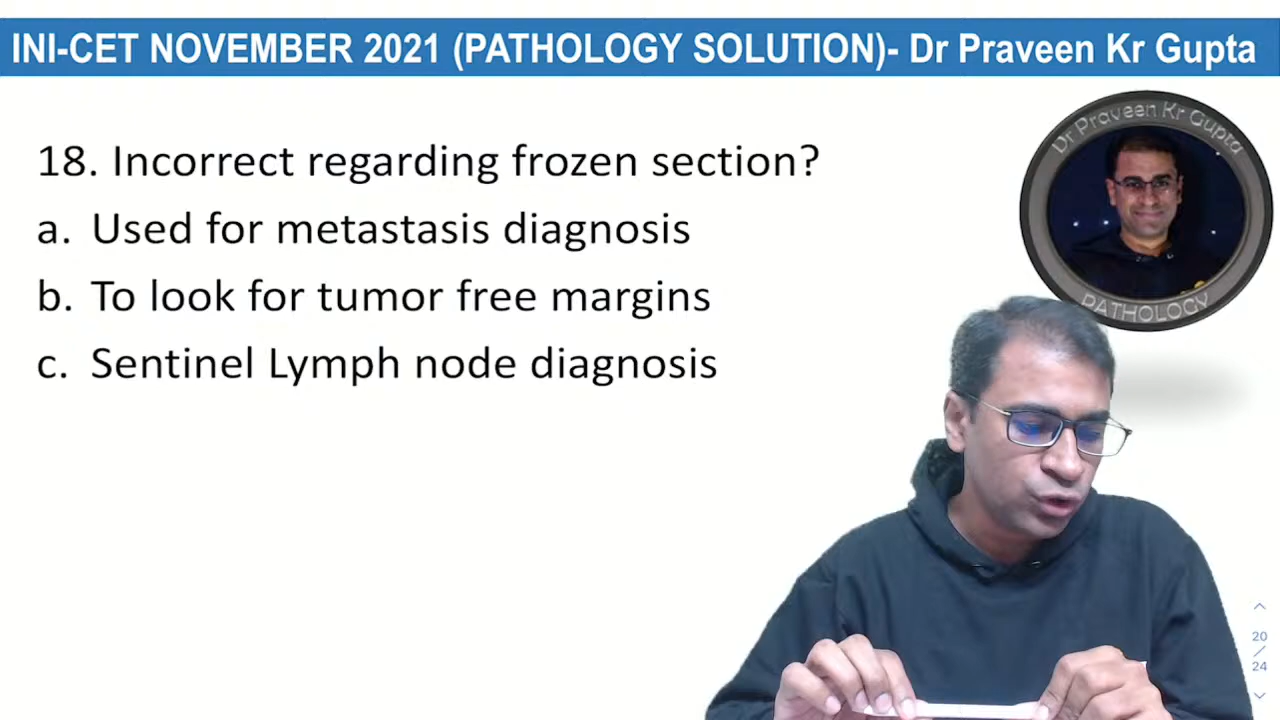 INI-CET NOVEMBER 2021 (PATHOLOGY SOLUTION)- Dr Praveen Kr Gupta
Dr Praveen Kr Gupta
PATHOLOGY
18. Incorrect regarding frozen section?
a. Used for metastasis diagnosis
b. To look for tumor free margins
c. Sentinel Lymph node diagnosis
20
/
24